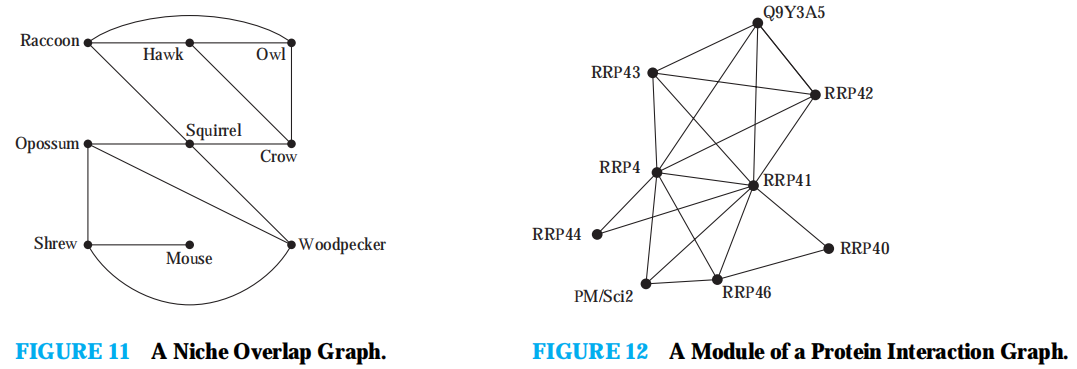 Raccoon
Hawk
Owl
Squirrel
Opossum
Crow
Shrew
Mouse
Woodpecker
FIGURE 11 A Niche Overlap Graph.
Q9Y3A5
RRP43
RRP42
RRP4
RRP41
RRP44
RRP40
PM/Sci2
RRP46
FIGURE 12 A Module of a Protein Interaction Graph.